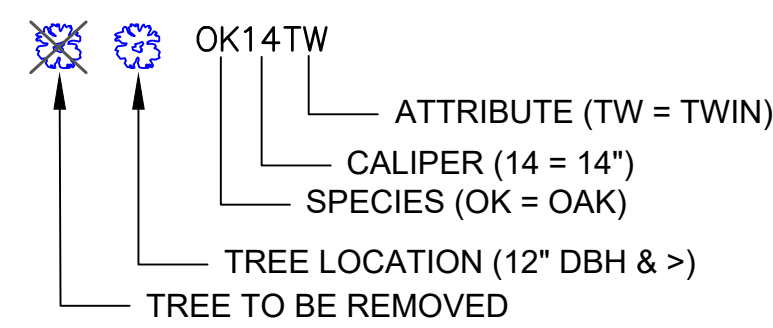 OK14TW
ATTRIBUTE (TW = TWIN)
CALIPER (14 = 14")
SPECIES (OK = OAK)
TREE LOCATION (12" DBH & >)
TREE TO BE REMOVED